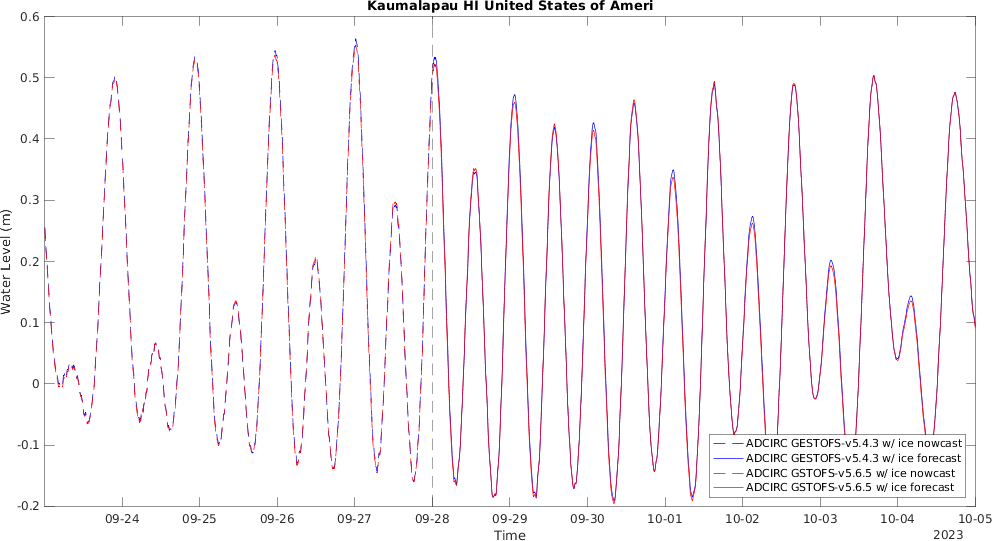 Kaumalapau HI United States of Ameri
0.6
0.5
0.4
0.3
0.2
0.1
0
-0.1
-0.2
Water Level (m)
ADCIRC GESTOFS-v5.4.3 w/ ice nowcast
ADCIRC GESTOFS-v5.4.3 w/ ice forecast
ADCIRC GSTOFS-v5.6.5 w/ ice nowcast
ADCIRC GSTOFS-v5.6.5 w/ ice forecast
09-24 09-25 09-26 09-27 09-28 09-29 09-30 10-01 10-02 10-03 10-04 10-05
Time
2023